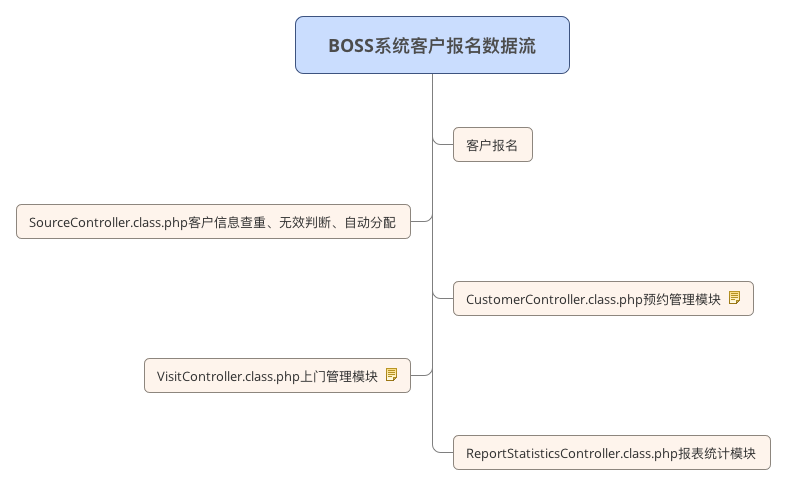 BOSS系统客户报名数据流
客户报名
SourceController.class.php客户信息查重、无效判断、自动分配
CustomerController.class.php预约管理模块
VisitController.class.php上门管理模块
ReportStatisticsController.class.php报表统计模块